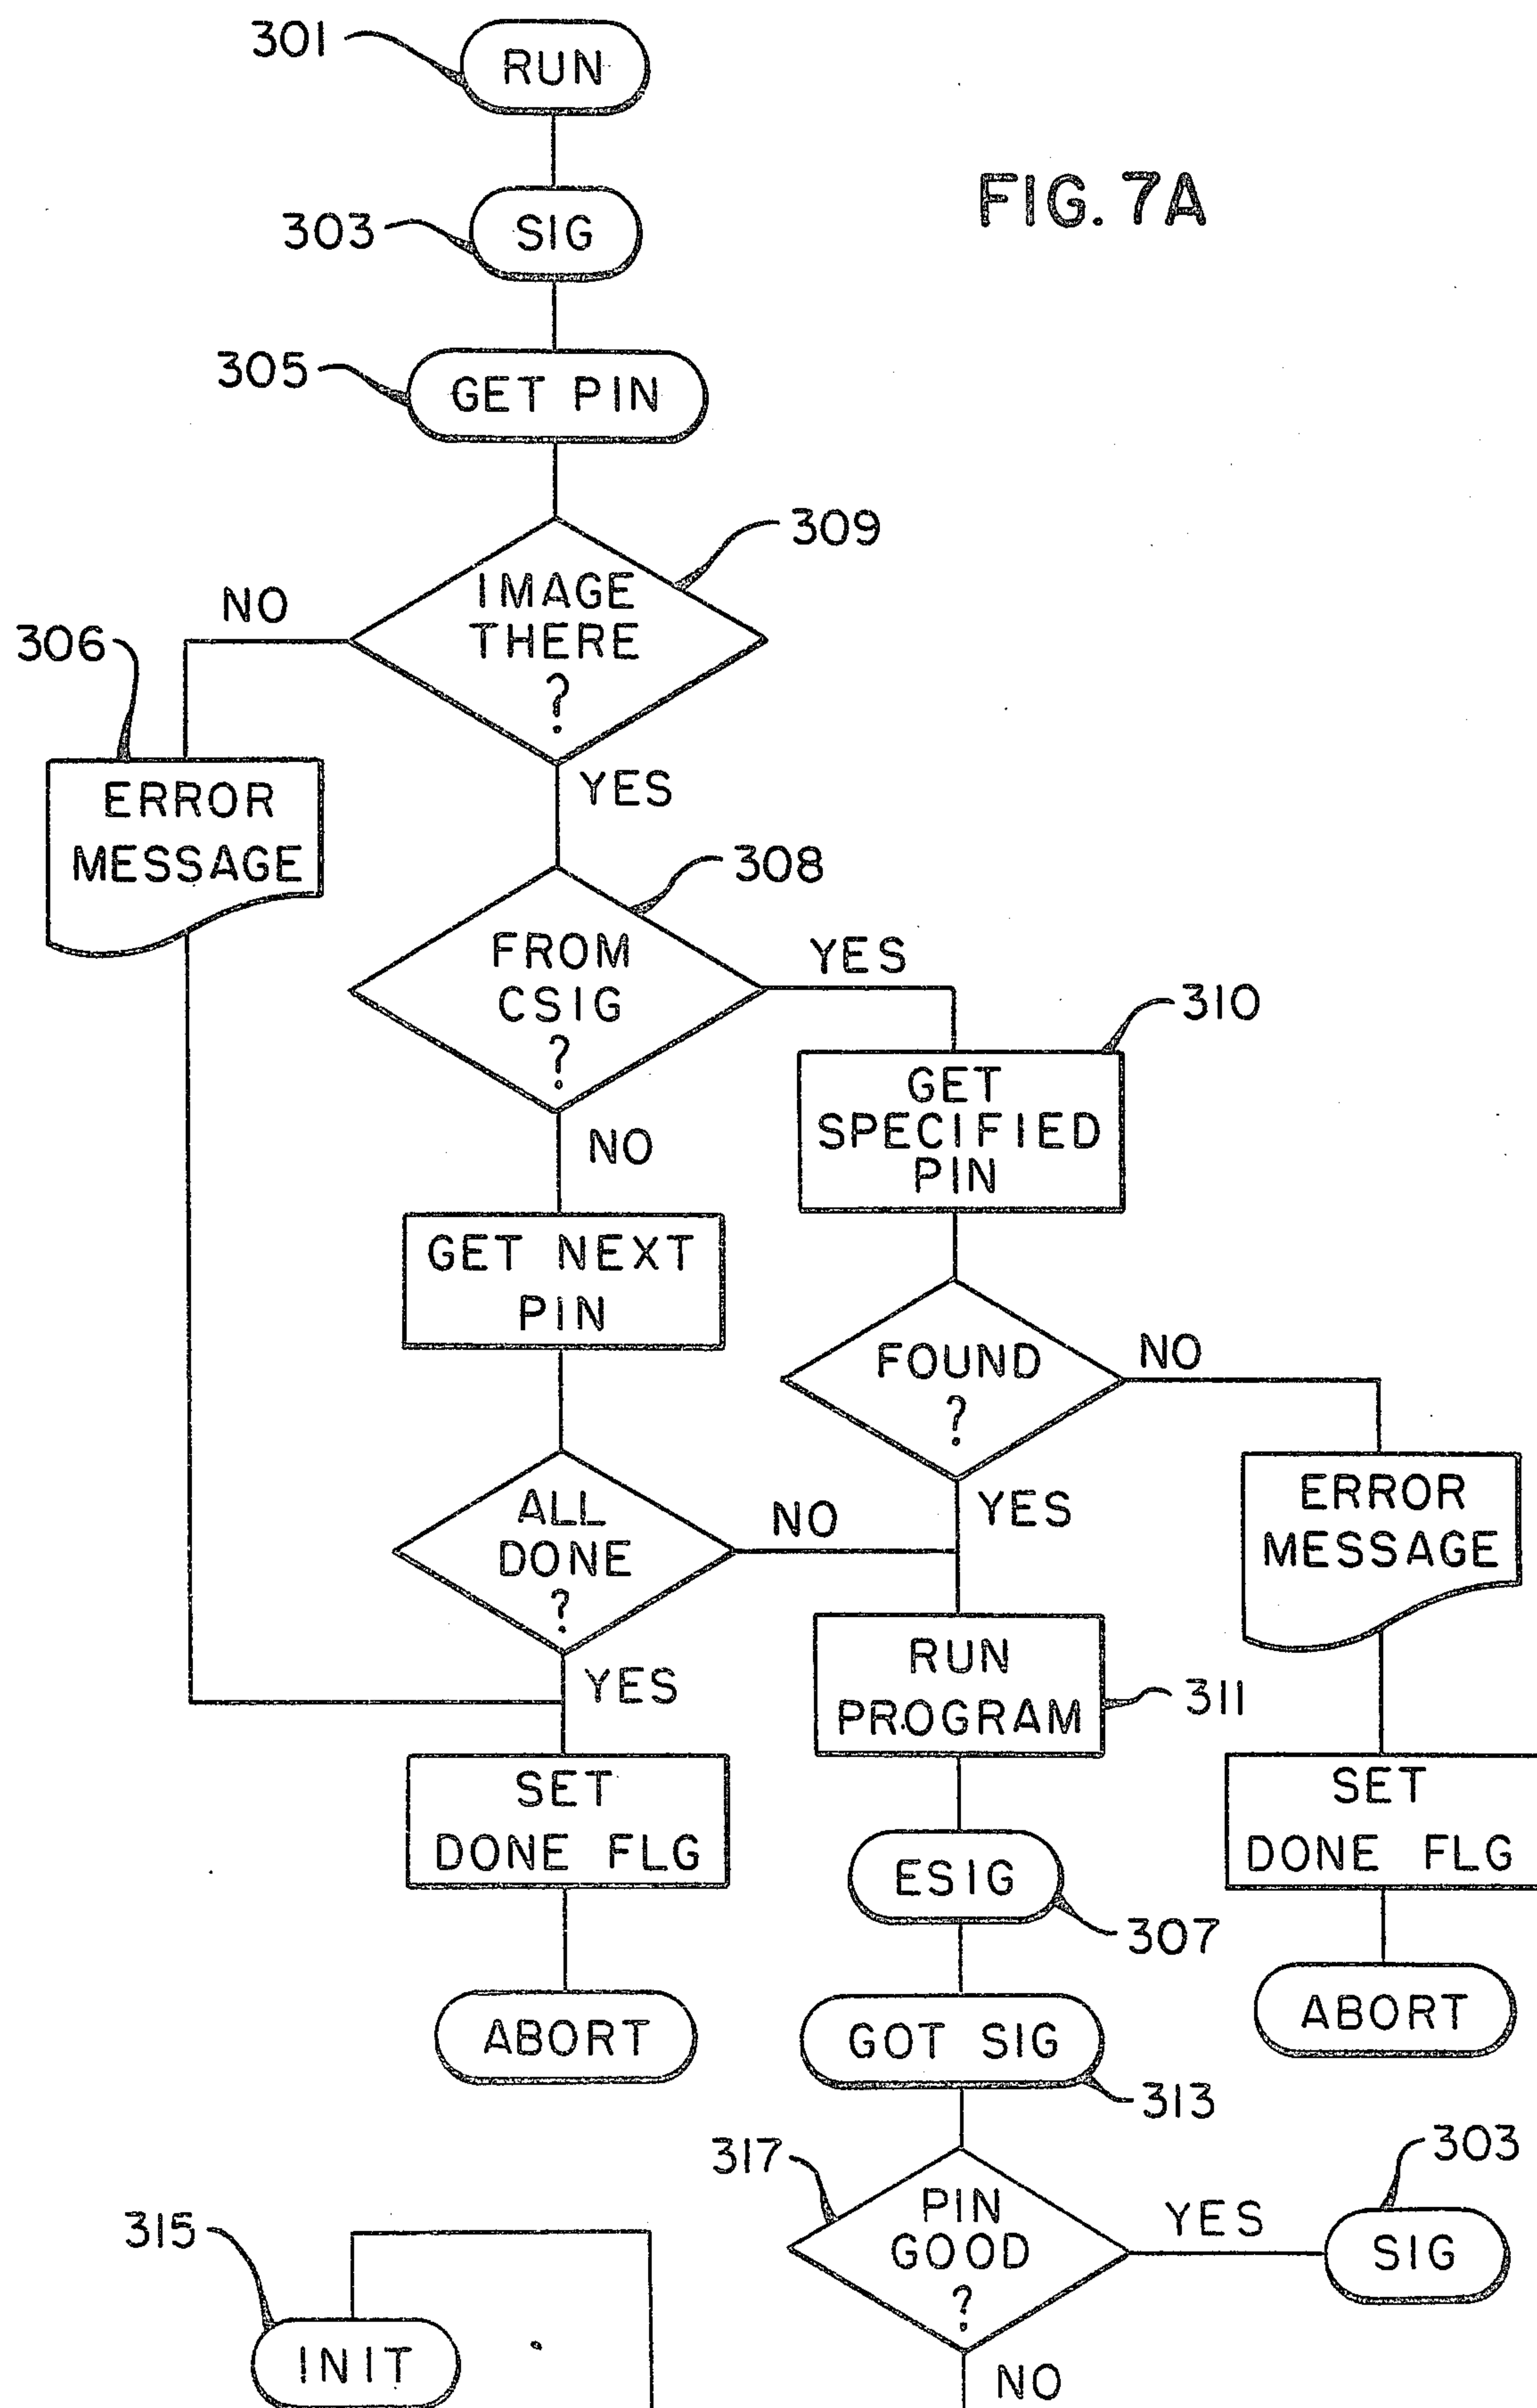 301
RUN
FIG. 7A
303
SIG
305
GET PIN
309
IMAGE
THERE
?
NO
306
YES
ERROR
MESSAGE
308
FROM
CSIG
?
YES
310
NO
GET
SPECIFIED
PIN
GET NEXT
PIN
FOUND
?
NO
YES
ALL
DONE
?
NO
ERROR
MESSAGE
YES
RUN
PROGRAM
311
SET
DONE FLG
SET
DONE FLG
ESIG
307
ABORT
GOT SIG
ABORT
313
317
PIN
GOOD
?
YES
303
SIG
315
INIT
NO